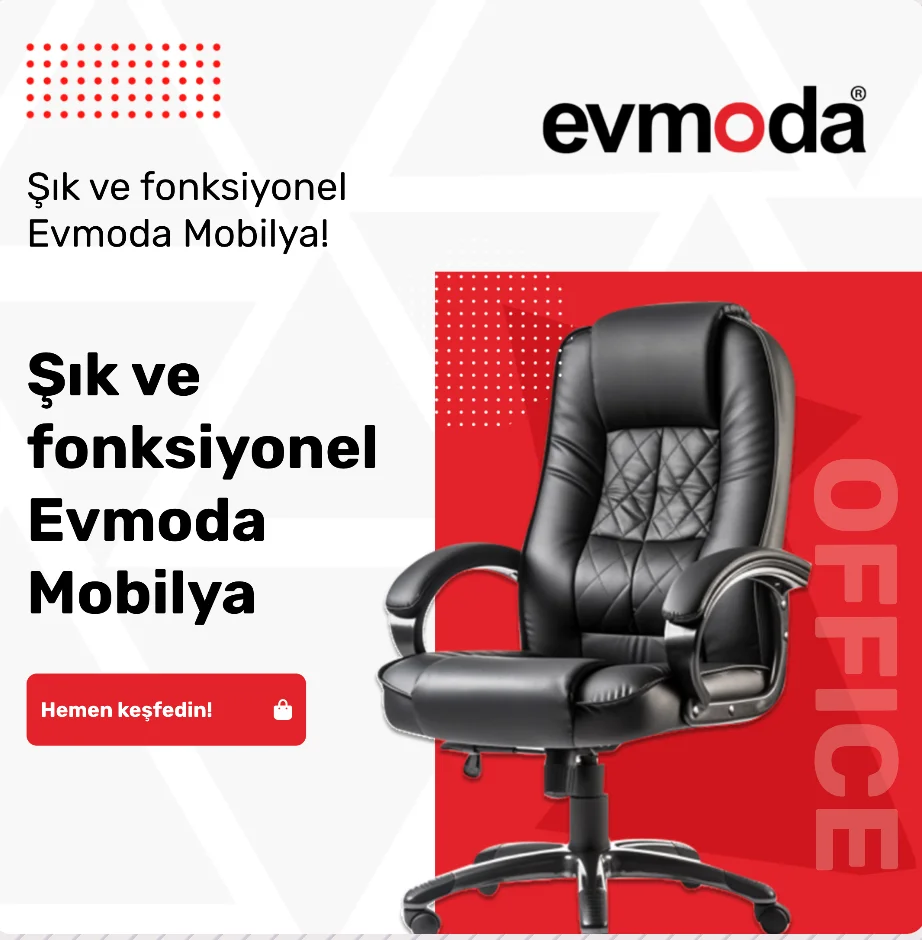 evmoda®
Şık ve fonksiyonel
Evmoda Mobilya!
Şık ve
fonksiyonel
Evmoda
Mobilya
Hemen keşfedin!
OFFICE